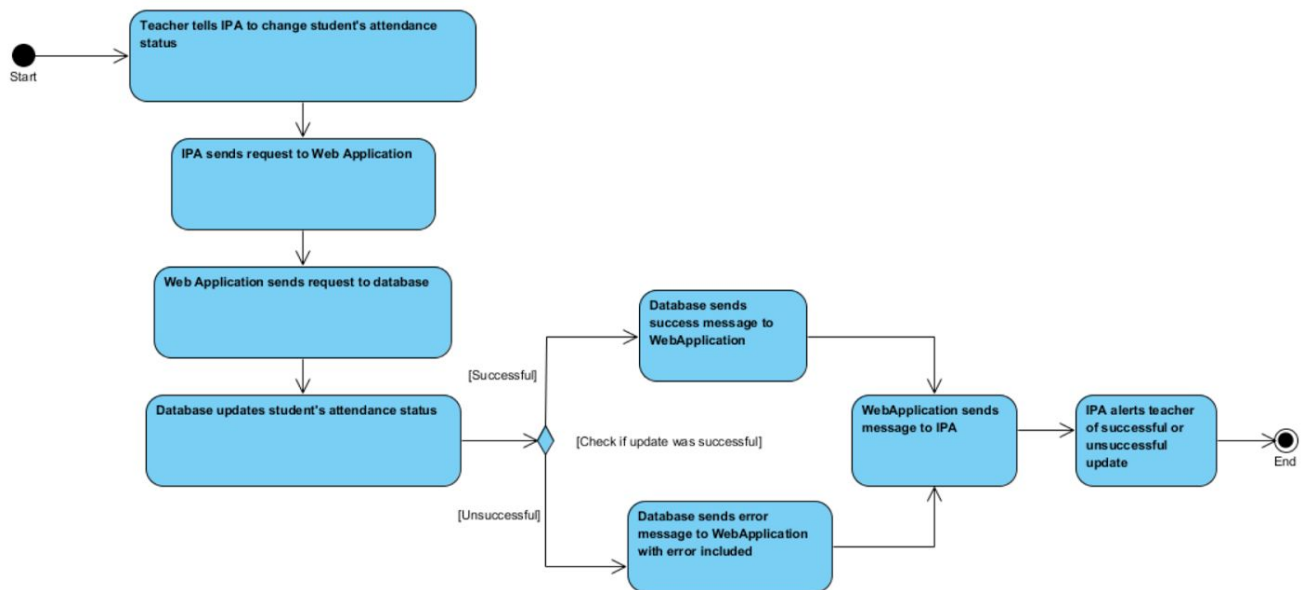 Teacher tells IPA to change student's attendance
status
Start
IPA sends request to Web Application
Web Application sends request to database
Database updates student's attendance status
[Successful]
[Check if update was successful]
[Unsuccessful]
Database sends
success message to
WebApplication
Database sends error
message to WebApplication
with error included
WebApplication sends
message to IPA
IPA alerts teacher
of successful or
unsuccessful
update
End